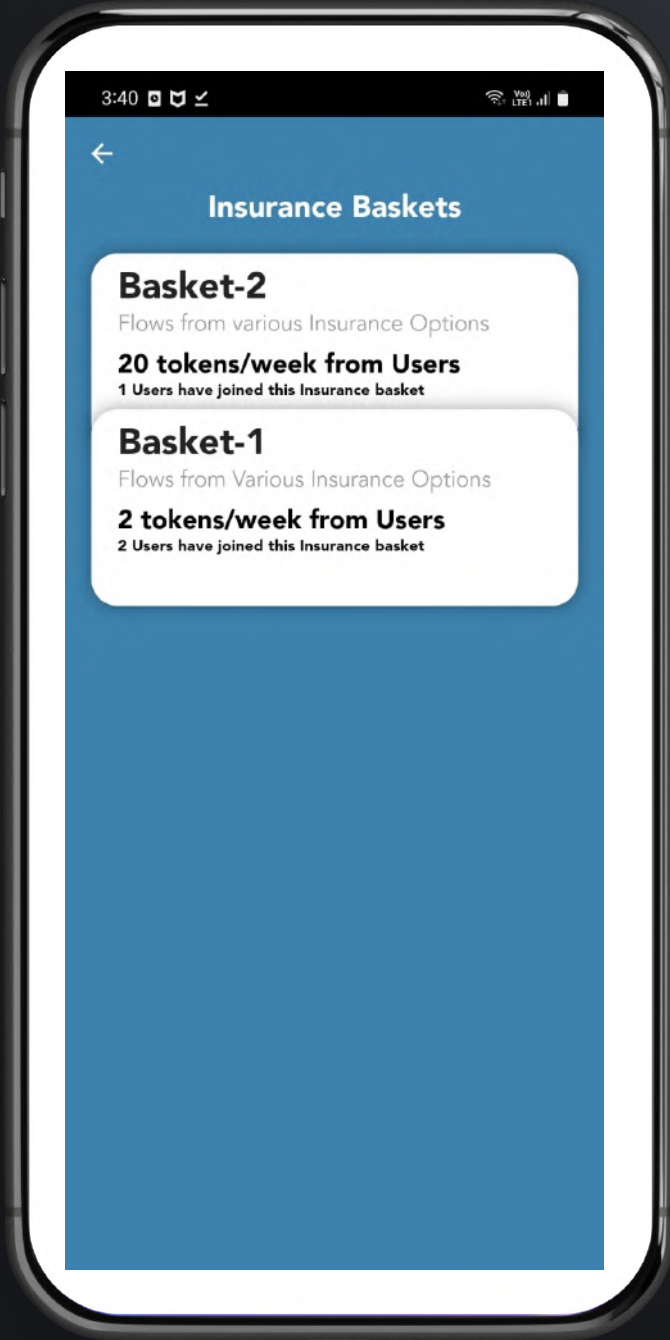 3:40
Vo)) LTE1
Insurance Baskets
Basket-2
Flows from various Insurance Options
20 tokens/week from Users
1 Users have joined this Insurance basket
Basket-1
Flows from Various Insurance Options
2 tokens/week from Users
2 Users have joined this Insurance basket